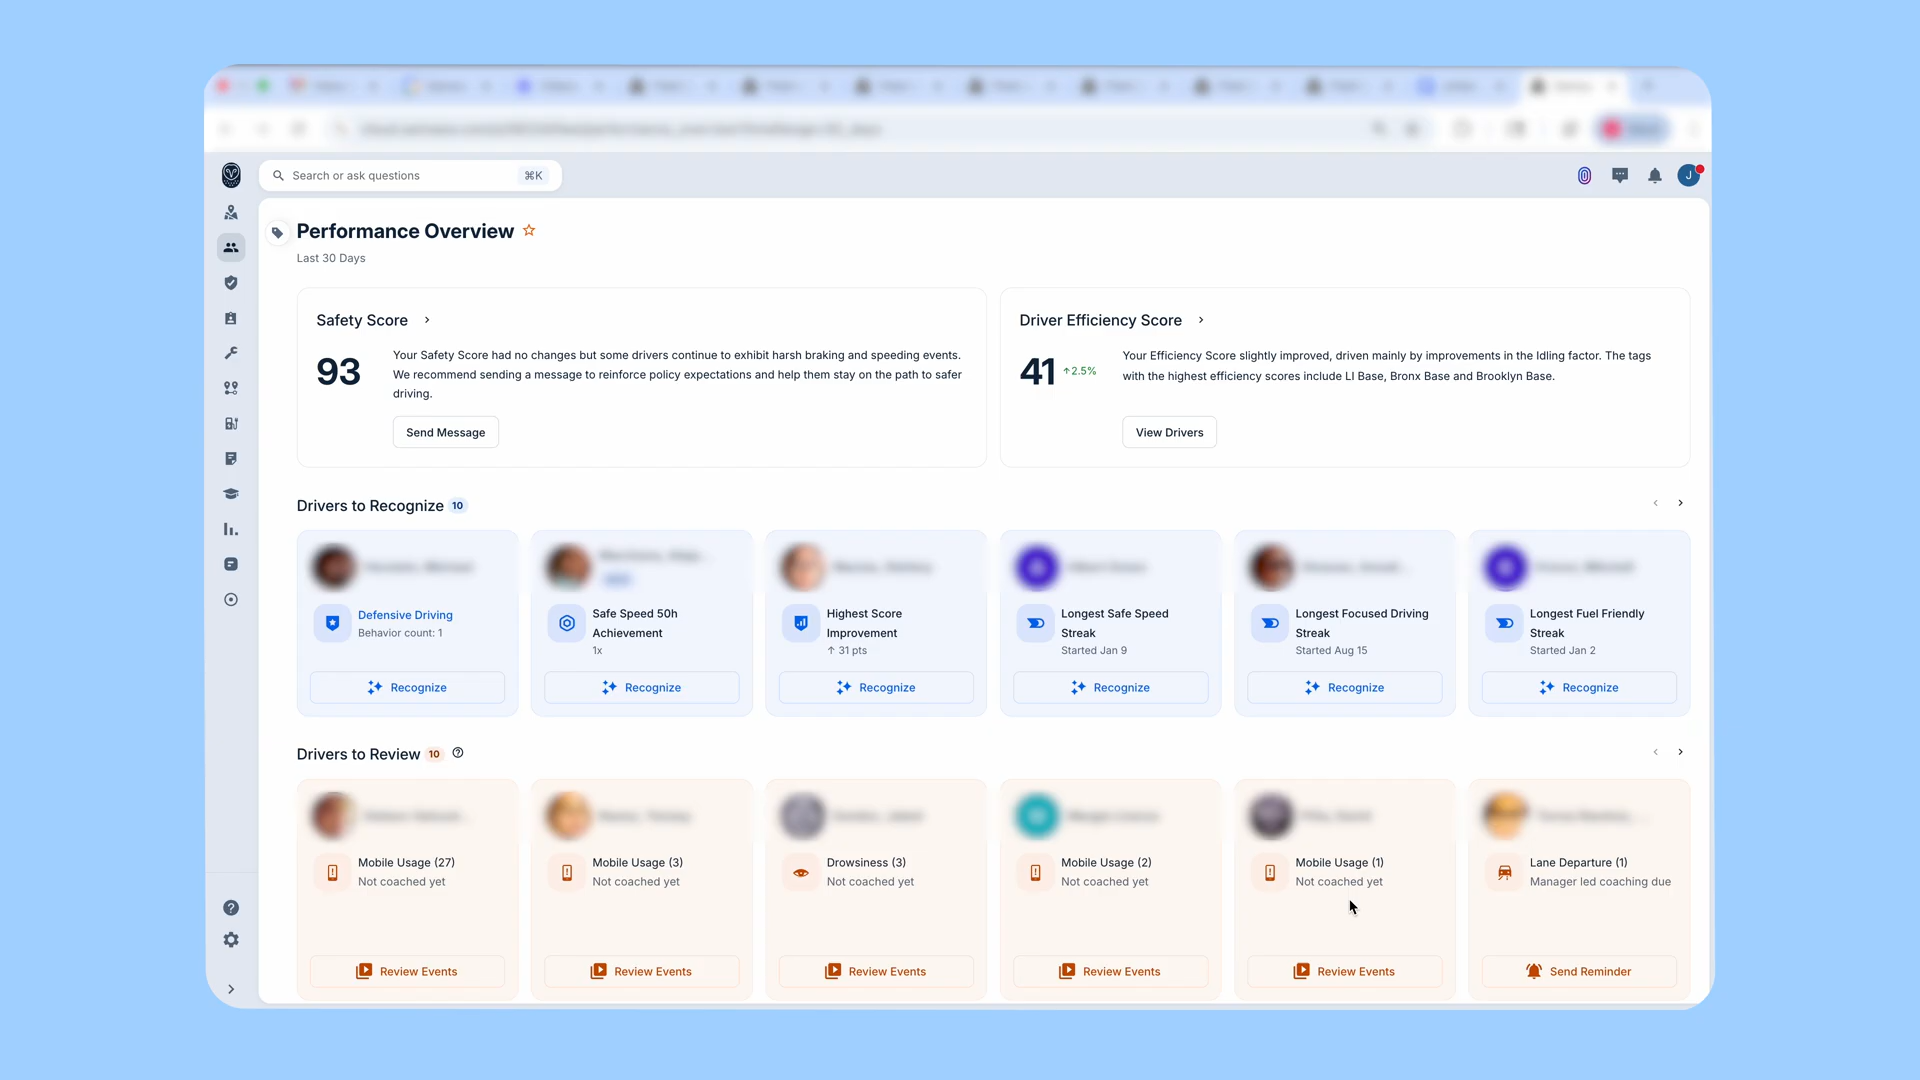 Search or ask questions
⌘K
J
Performance Overview
Last 30 Days
Safety Score
93
Your Safety Score had no changes but some drivers continue to exhibit harsh braking and speeding events.
We recommend sending a message to reinforce policy expectations and help them stay on the path to safer
driving.
Send Message
Driver Efficiency Score
41
↑2.5%
Your Efficiency Score slightly improved, driven mainly by improvements in the Idling factor. The tags
with the highest efficiency scores include LI Base, Bronx Base and Brooklyn Base.
View Drivers
Drivers to Recognize 10
Defensive Driving
Behavior count: 1
Recognize
Safe Speed 50h
Achievement
1x
Recognize
Highest Score
Improvement
↑ 31 pts
Recognize
Longest Safe Speed
Streak
Started Jan 9
Recognize
Longest Focused Driving
Streak
Started Aug 15
Recognize
Longest Fuel Friendly
Streak
Started Jan 2
Recognize
Drivers to Review 10
Mobile Usage (27)
Not coached yet
Review Events
Mobile Usage (3)
Not coached yet
Review Events
Drowsiness (3)
Not coached yet
Review Events
Mobile Usage (2)
Not coached yet
Review Events
Mobile Usage (1)
Not coached yet
Review Events
Lane Departure (1)
Manager led coaching due
Send Reminder